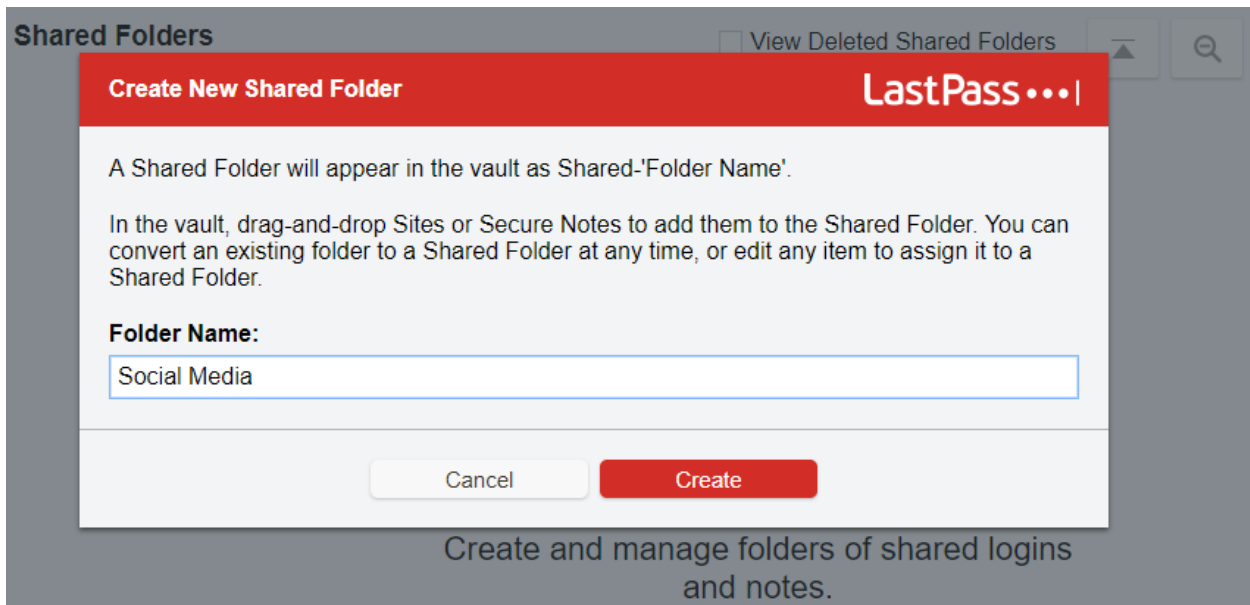 Shared Folders
View Deleted Shared Folders
Create New Shared Folder
LastPass •••|
A Shared Folder will appear in the vault as Shared-'Folder Name'.
In the vault, drag-and-drop Sites or Secure Notes to add them to the Shared Folder. You can
convert an existing folder to a Shared Folder at any time, or edit any item to assign it to a
Shared Folder.
Folder Name:
Social Media
Cancel
Create
Create and manage folders of shared logins
and notes.